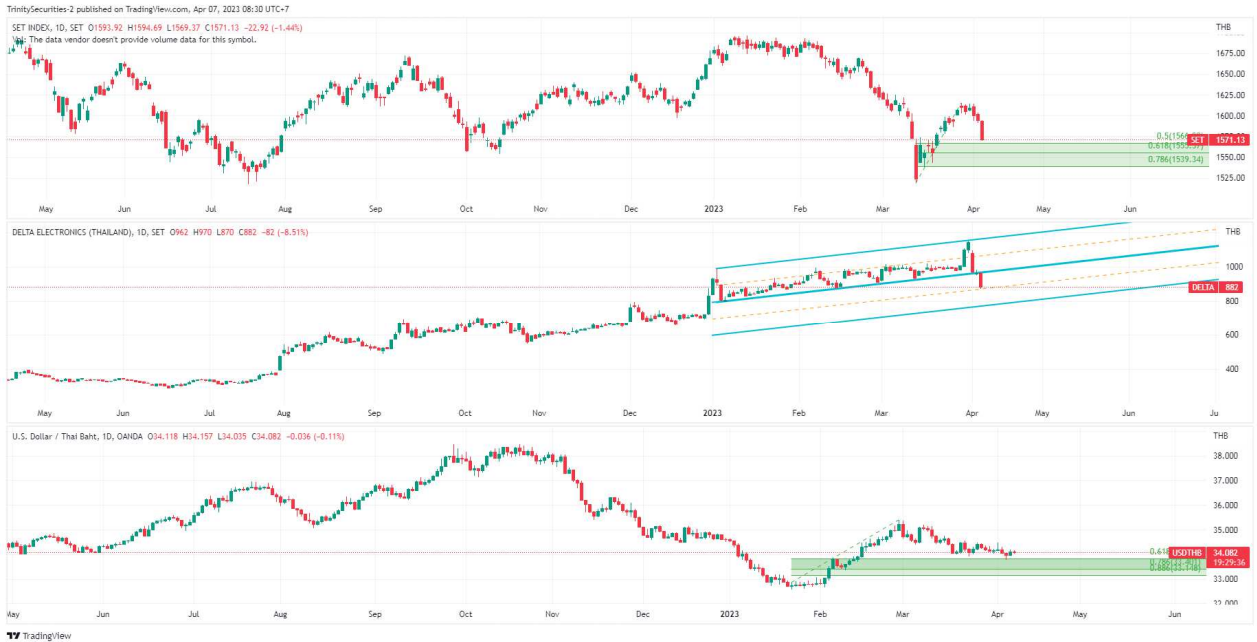 TrinitySecurities-2 published on TradingView.com, Apr 07, 2023 08:30 UTC+7
SET INDEX, 1D, SET O1593.92 H1594.69 L1569.37 C1571.13 -22.92 (-1.44%)
The data vendor doesn't provide volume data for this symbol.
THB
1675.00
1650.00
1625.00
1600.00
0.5(1566
SET 1571.13
0.618(1555.37)
1550.00
0.786(1539.34)
1525.00
May Jun Jul Aug Sep Oct Nov Dec 2023 Feb Mar Apr May Jun
DELTA ELECTRONICS (THAILAND), 1D, SET O962 H970 L870 C882 -82 (-8.51%)
THB
1000
DELTA 882
800
600
400
May Jun Jul Aug Sep Oct Nov Dec 2023 Feb Mar Apr May Jun Ju
U.S. Dollar / Thai Baht, 1D, OANDA O34.118 H34.157 L34.035 C34.082 -0.036 (-0.11%)
THB
38.000
37.000
36.000
35.000
0.618
USDTHB 34.082
19:29:36
0.886(33.148)
33.000
32.000
May Jun Jul Aug Sep Oct Nov Dec 2023 Feb Mar Apr May Jun
TradingView